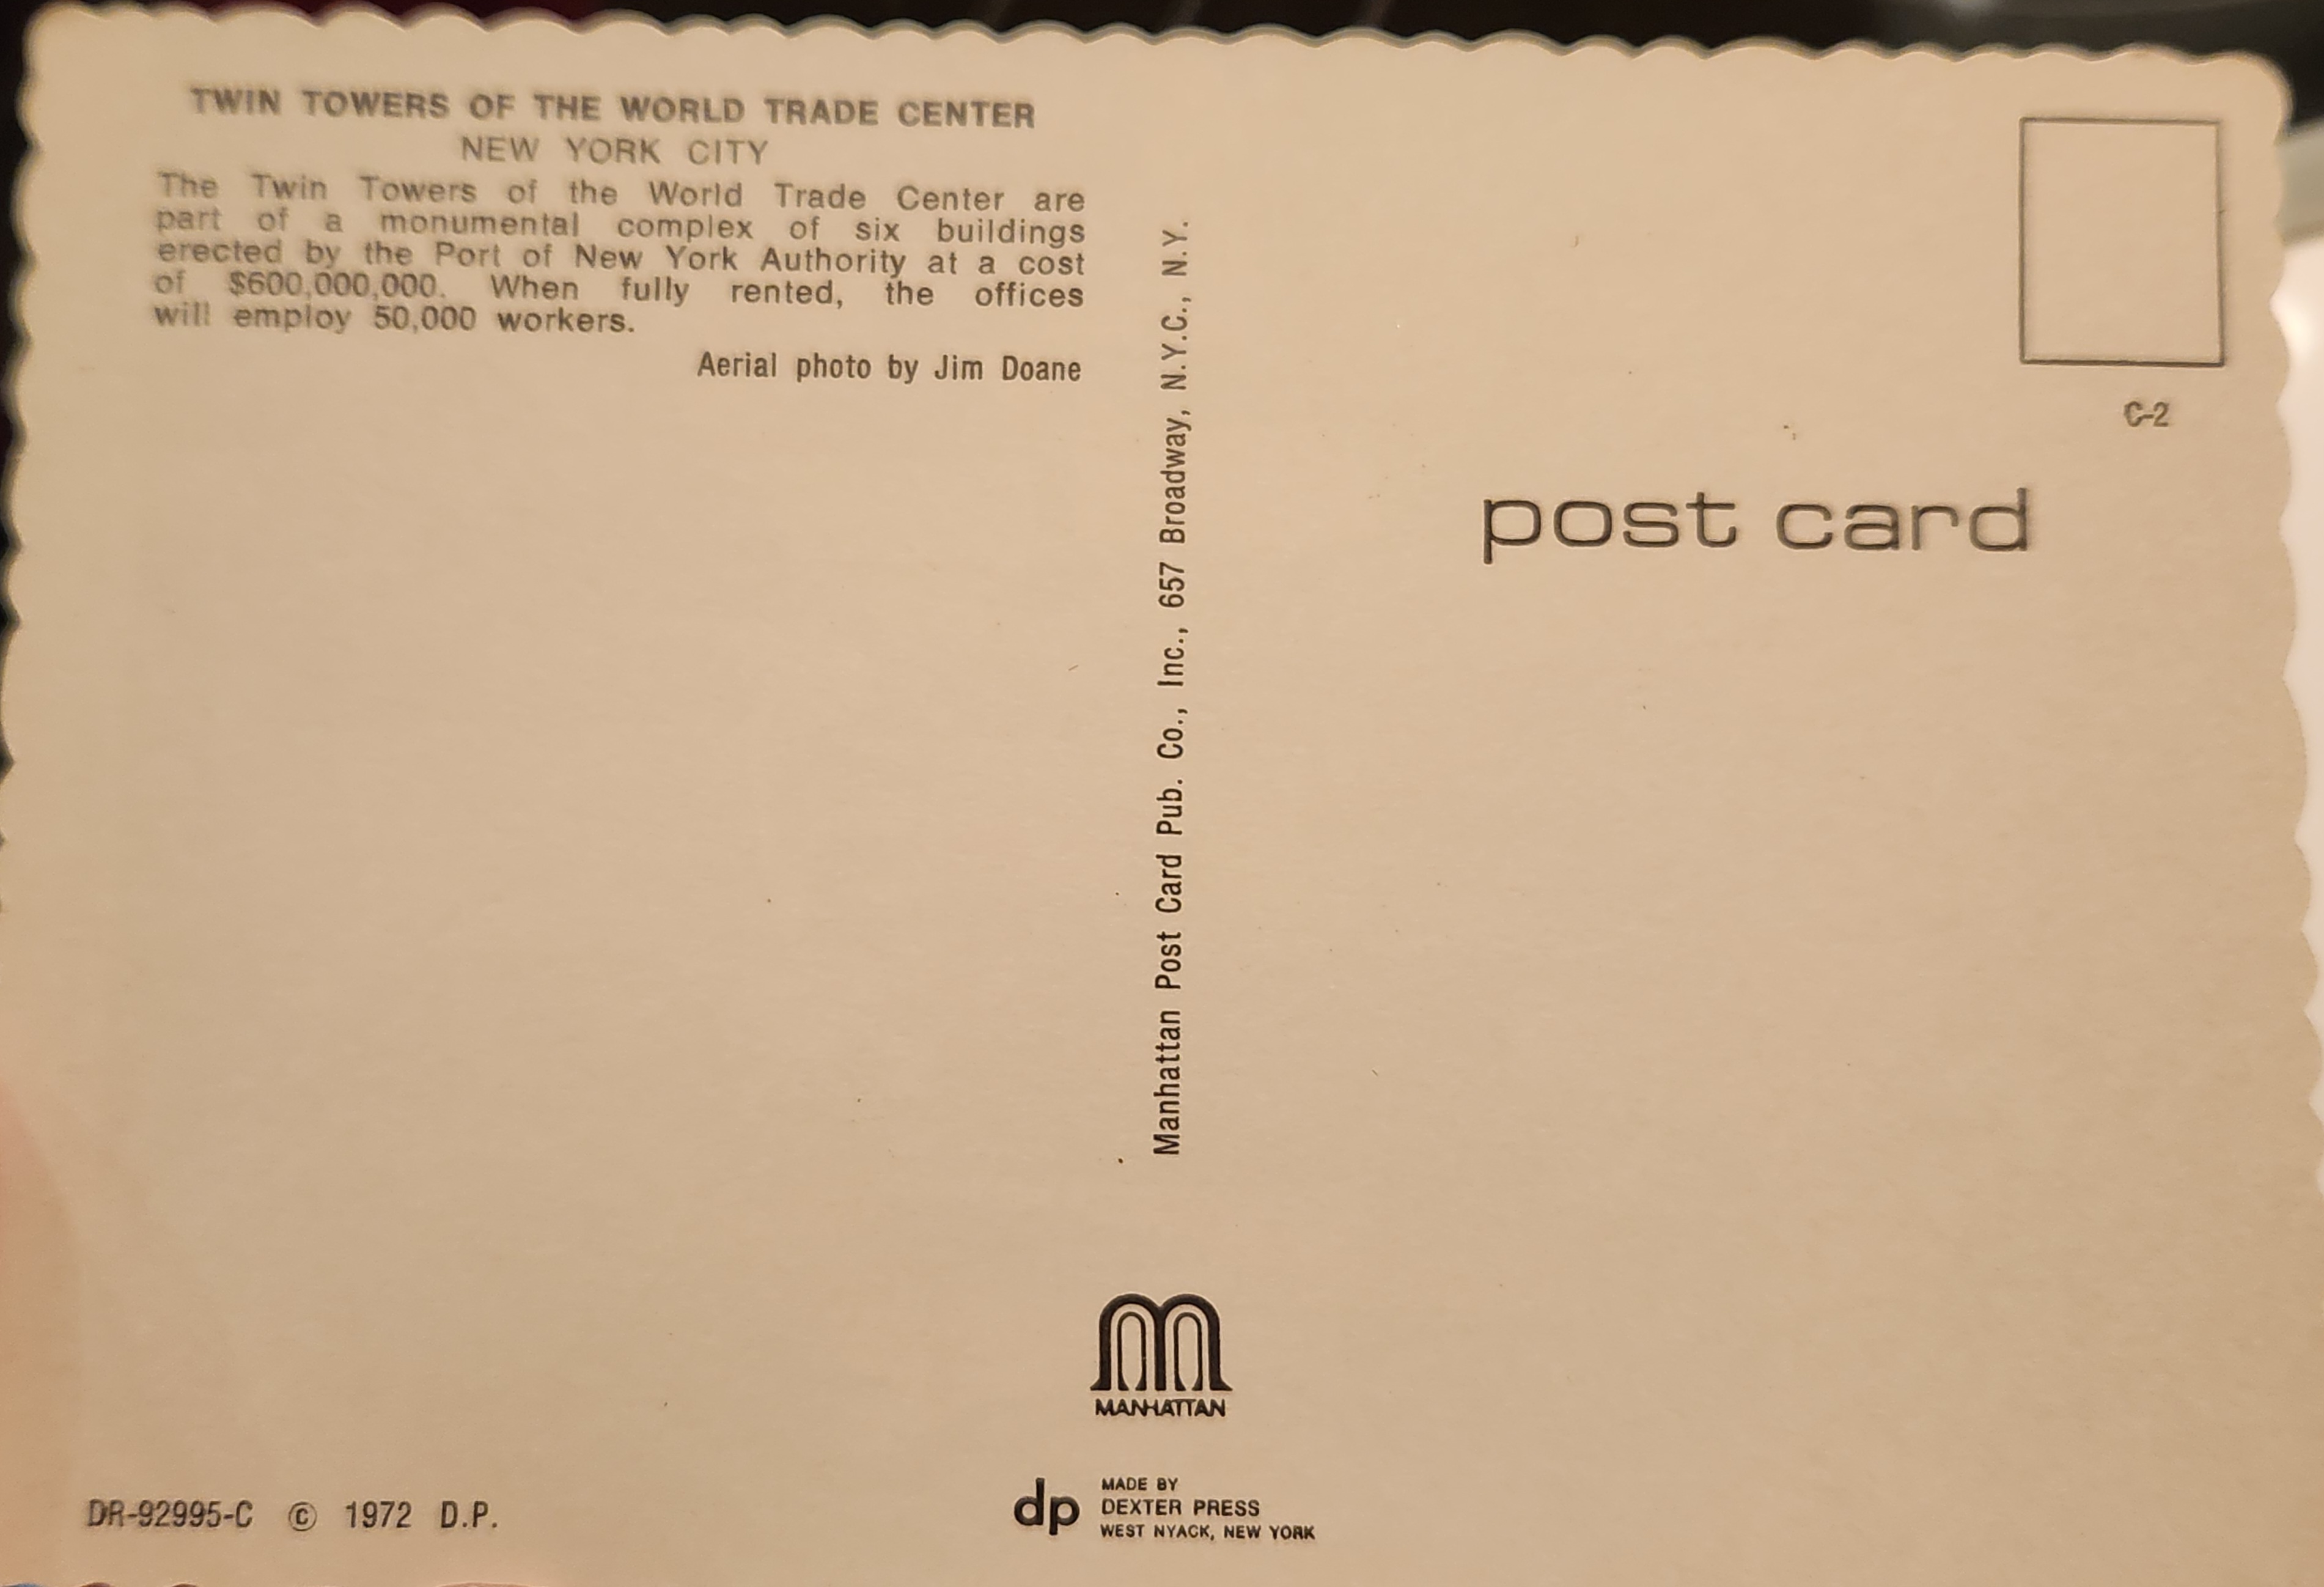 TWIN TOWERS OF THE WORLD TRADE CENTER
NEW YORK CITY
The Twin Towers of the World Trade Center are
part of a monumental complex of six buildings
erected by the Port of New York Authority at a cost
of $600,000,000. When fully rented, the offices
will employ 50,000 workers.
Aerial photo by Jim Doane
Manhattan Post Card Pub. Co., Inc., 657 Broadway, N.Y.C., N.Y.
C-2
post card
MANHATTAN
DR-92995-C © 1972 D.P.
dp
MADE BY
DEXTER PRESS
WEST NYACK, NEW YORK